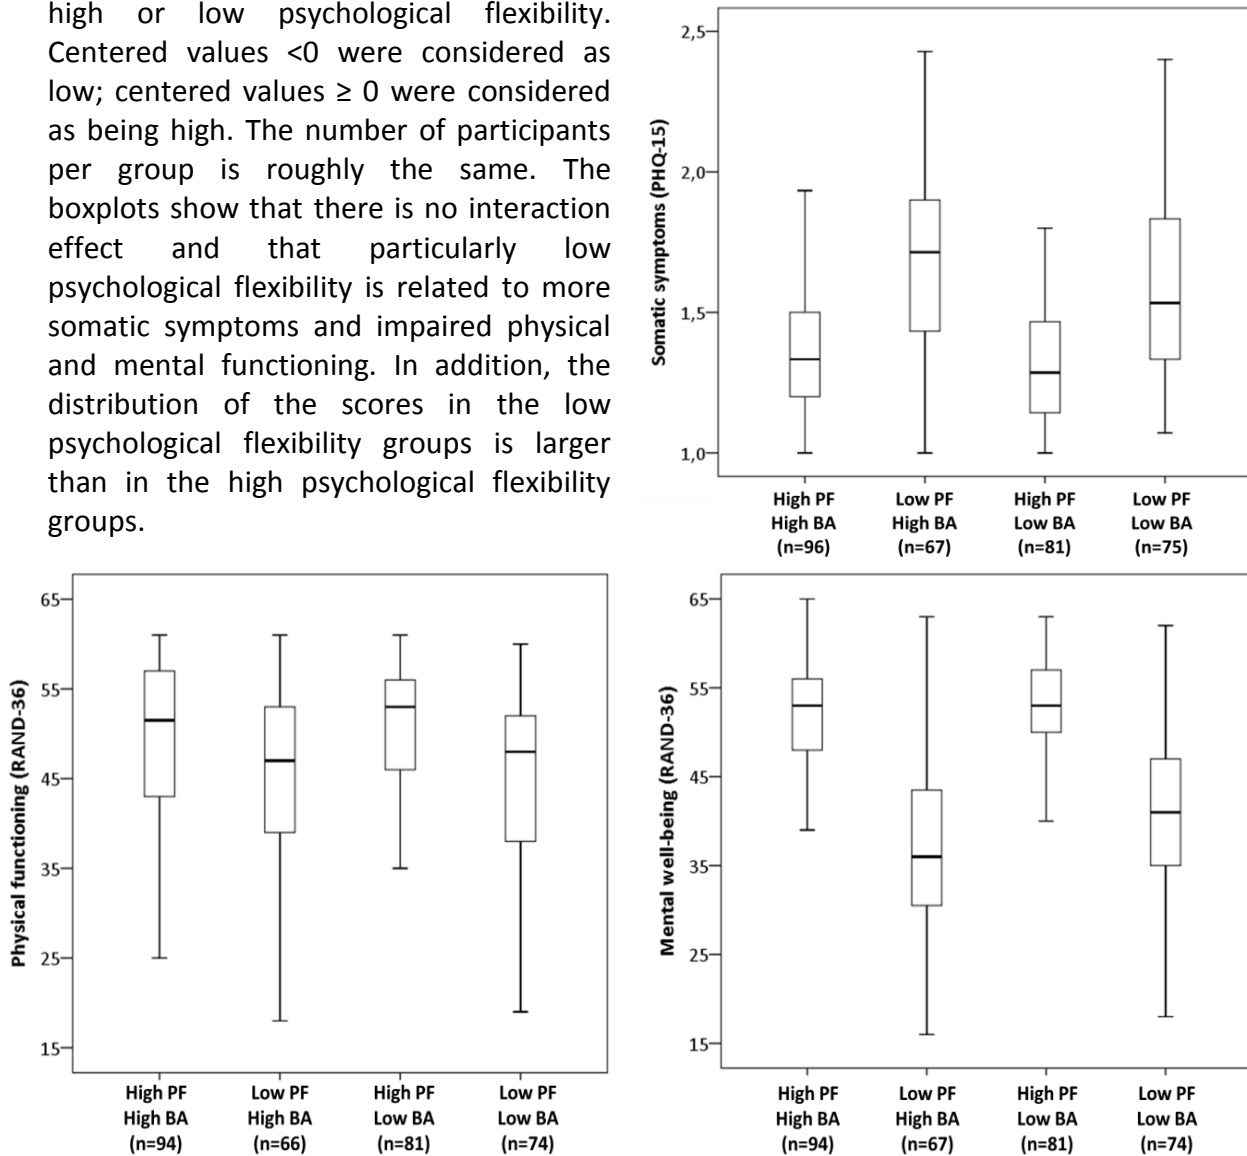 high or low psychological flexibility.
Centered values <0 were considered as
low; centered values ≥ 0 were considered
as being high. The number of participants
per group is roughly the same. The
boxplots show that there is no interaction
effect and that particularly low
psychological flexibility is related to more
somatic symptoms and impaired physical
and mental functioning. In addition, the
distribution of the scores in the low
psychological flexibility groups is larger
than in the high psychological flexibility
groups.
Somatic symptoms (PHQ-15)
2,5
2,0
1,5
1,0
High PF Low PF High PF Low PF
High BA High BA Low BA Low BA
(n=96) (n=67) (n=81) (n=75)
Physical functioning (RAND-36)
65
55
45
35
25
15
High PF Low PF High PF Low PF
High BA High BA Low BA Low BA
(n=94) (n=66) (n=81) (n=74)
Mental well-being (RAND-36)
65
55
45
35
25
15
High PF Low PF High PF Low PF
High BA High BA Low BA Low BA
(n=94) (n=67) (n=81) (n=74)